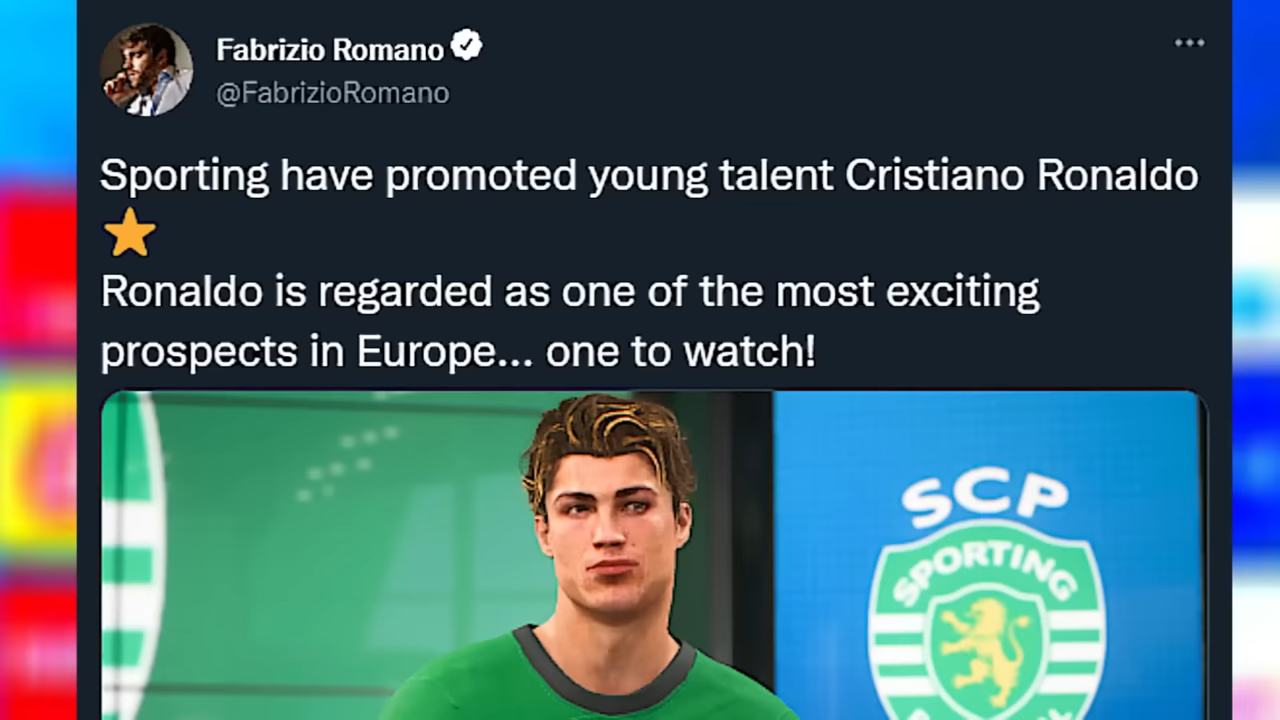 Fabrizio Romano
@FabrizioRomano
Sporting have promoted young talent Cristiano Ronaldo
⭐
Ronaldo is regarded as one of the most exciting
prospects in Europe... one to watch!
SCP
SPORTING